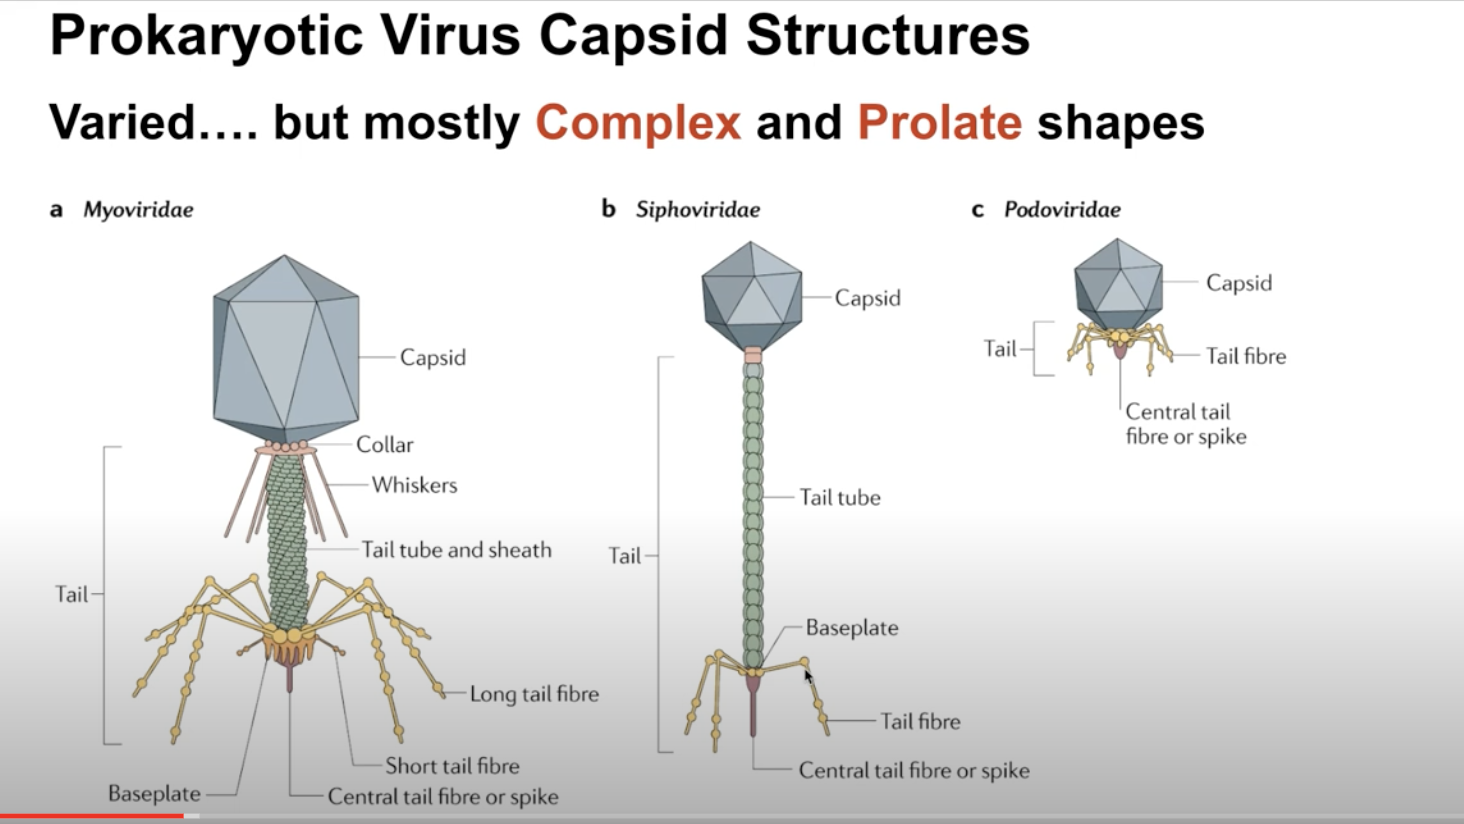 Prokaryotic Virus Capsid Structures
Varied.... but mostly Complex and Prolate shapes
a Myoviridae
Capsid
Collar
Whiskers
Tail tube and sheath
Tail
Long tail fibre
Short tail fibre
Baseplate
Central tail fibre or spike
b Siphoviridae
Capsid
Tail tube
Tail
Baseplate
Tail fibre
Central tail fibre or spike
c Podoviridae
Capsid
Tail
Tail fibre
Central tail
fibre or spike